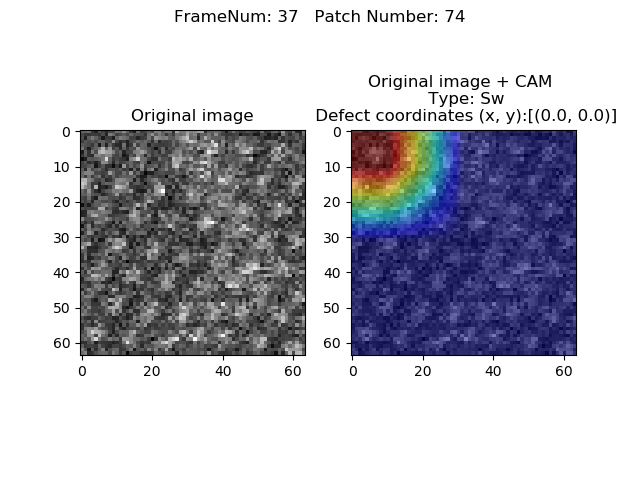 FrameNum: 37   Patch Number: 74
Original image
Original image + CAM
Type: Sw
Defect coordinates (x, y):[(0.0, 0.0)]
0
10
20
30
40
50
60
0 20 40 60
0
10
20
30
40
50
60
0 20 40 60